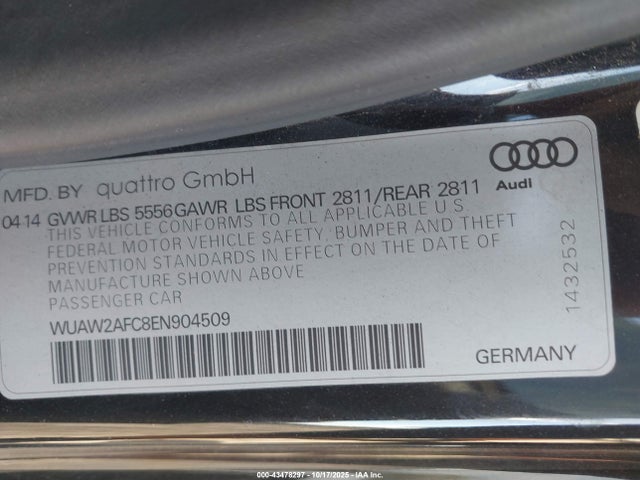 MFD. BY quattro GmbH
04 14 GVWR LBS 5556 GAWR LBS FRONT 2811/REAR 2811
THIS VEHICLE CONFORMS TO ALL APPLICABLE U S
FEDERAL MOTOR VEHICLE SAFETY, BUMPER AND THEFT
PREVENTION STANDARDS IN EFFECT ON THE DATE OF
MANUFACTURE SHOWN ABOVE
PASSENGER CAR
WUAW2AFC8EN904509
Audi
1432532
GERMANY
000-43478297 - 10/17/2025 - IAA Inc.